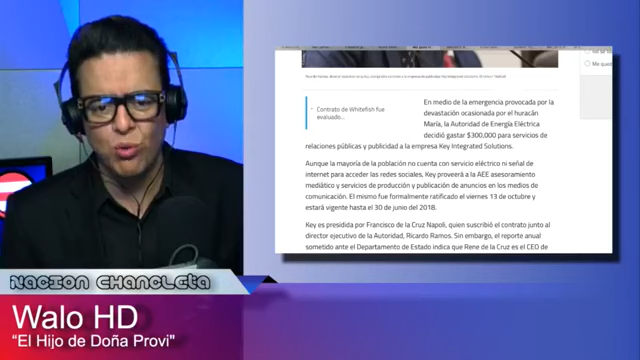 Contrato de Whitefish fue
evaluado...
En medio de la emergencia provocada por la
devastación ocasionada por el huracán
María, la Autoridad de Energía Eléctrica
decidió gastar $300,000 para servicios de
relaciones públicas y publicidad a la empresa Key Integrated Solutions.
Aunque la mayoría de la población no cuenta con servicio eléctrico ni señal de
internet para acceder las redes sociales, Key proveerá a la AEE asesoramiento
mediático y servicios de producción y publicación de anuncios en los medios de
comunicación. El mismo fue formalmente ratificado el viernes 13 de octubre y
estará vigente hasta el 30 de junio del 2018.
Key es presidida por Francisco de la Cruz Napoli, quien suscribió el contrato junto al
director ejecutivo de la Autoridad, Ricardo Ramos. Sin embargo, el reporte anual
sometido ante el Departamento de Estado indica que Rene de la Cruz es el CEO de
Me qued
NACION CHANCLETA
Walo HD
"El Hijo de Doña Provi"